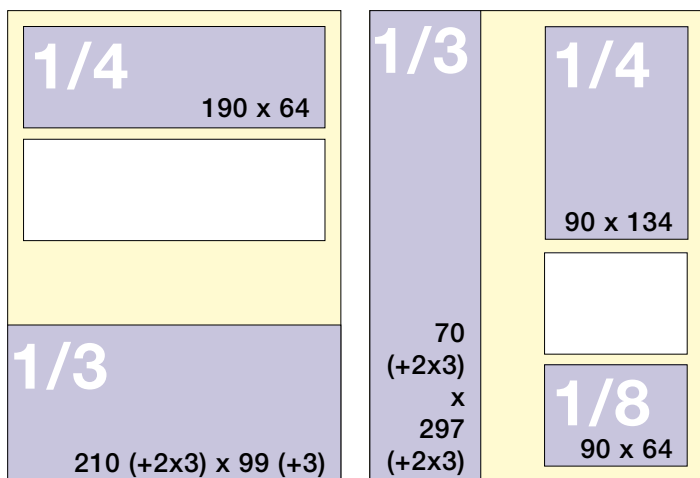 1/4
190 x 64
1/3
210 (+2x3) x 99 (+3)
1/3
70
(+2x3)
x
297
(+2x3)
1/4
90 x 134
1/8
90 x 64